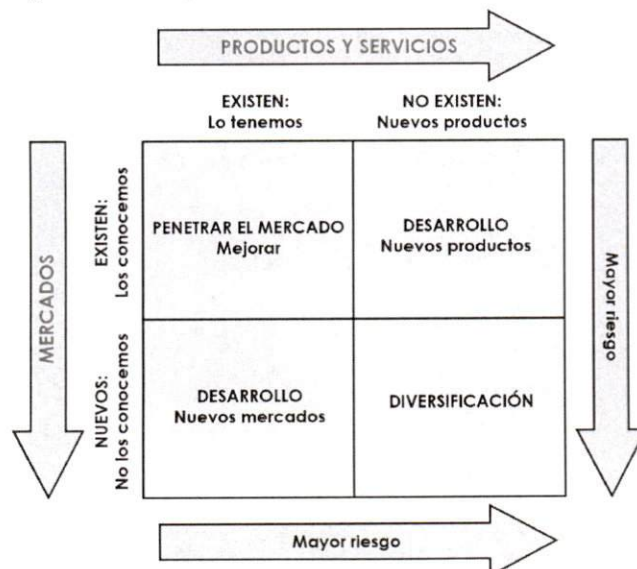 PRODUCTOS Y SERVICIOS
EXISTEN:
Lo tenemos
NO EXISTEN:
Nuevos productos
MERCADOS
EXISTEN:
Los conocemos
PENETRAR EL MERCADO
Mejorar
DESARROLLO
Nuevos productos
Mayor riesgo
NUEVOS:
No los conocemos
DESARROLLO
Nuevos mercados
DIVERSIFICACIÓN
Mayor riesgo